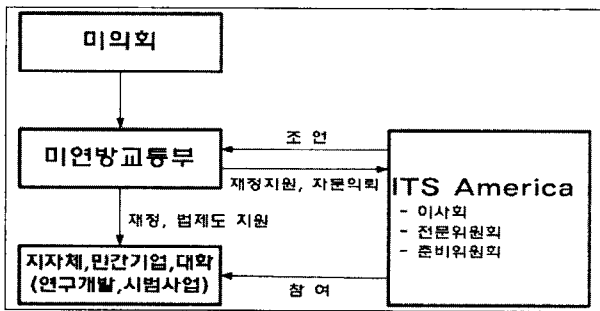 미의회
미연방교통부
조 언
재정지원, 자문의뢰
ITS America
- 이사회
- 전문위원회
- 준비위원회
재정, 법제도 지원
지자체,민간기업,대학
(연구개발,시범사업)
참 여